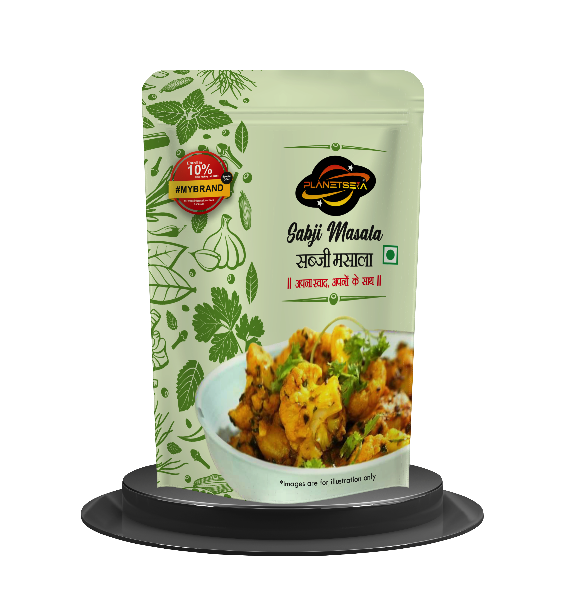 10%
#MYBRAND
PLANETSERA
Sabji Masala
सब्जी मसाला
|| अपना स्वाद, अपनों के साथ ||
*Images are for illustration only